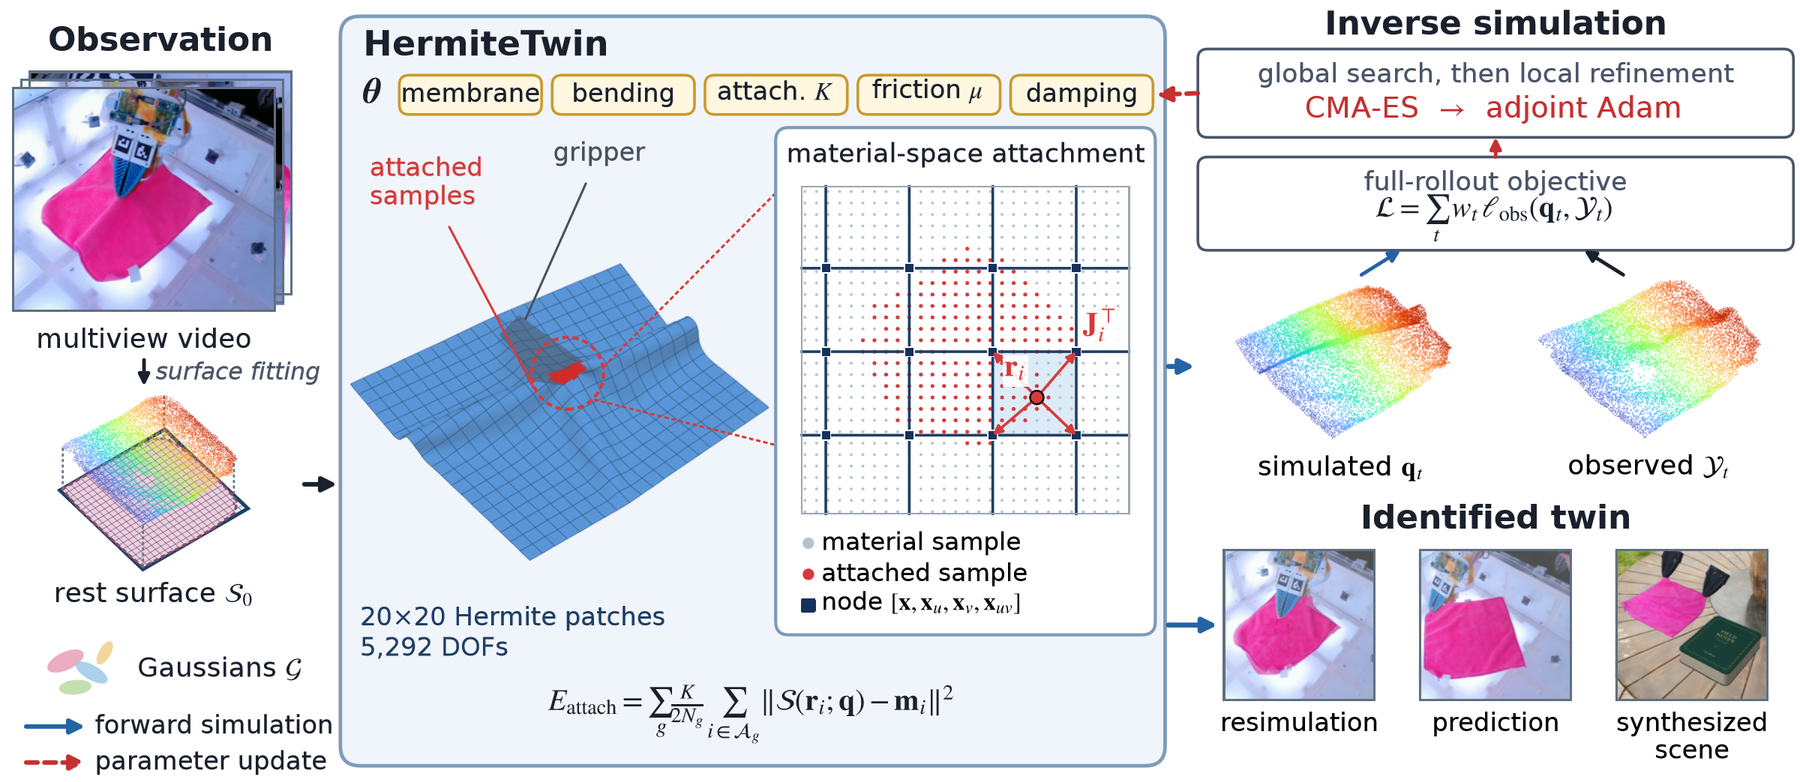 Observation
multiview video
surface fitting
rest surface 𝒮₀
Gaussians 𝒢
forward simulation
parameter update
HermiteTwin
θ membrane bending attach. K friction μ damping
attached
samples
gripper
material-space attachment
J_i^⊤
r_i
material sample
attached sample
node [x, x_u, x_v, x_uv]
20×20 Hermite patches
5,292 DOFs
E_attach = ∑_g K/(2N_g) ∑_{i∈𝒜_g} ‖𝒮(r_i; q) − m_i‖²
Inverse simulation
global search, then local refinement
CMA-ES → adjoint Adam
full-rollout objective
ℒ = ∑_t w_t ℓ_obs(q_t, 𝒴_t)
simulated q_t
observed 𝒴_t
Identified twin
resimulation
prediction
synthesized
scene